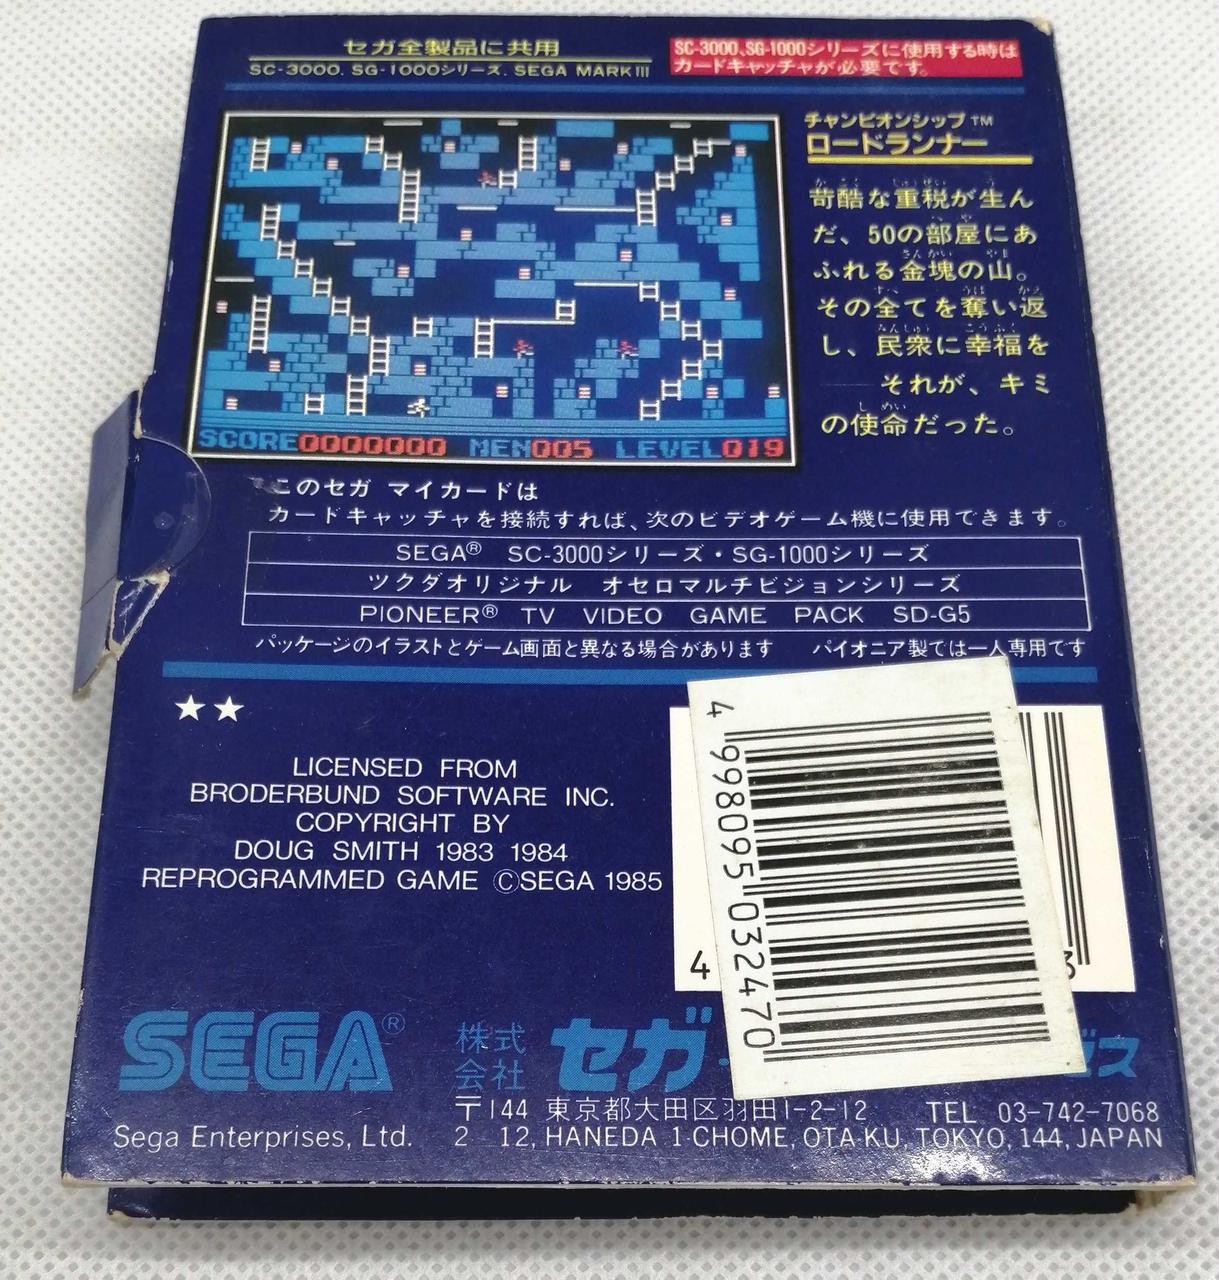 セガ全製品に共用
SC-3000, SG-1000シリーズ, SEGA MARK III
SC-3000、SG-1000シリーズに使用する時は
カードキャッチャが必要です。
チャンピオンシップ™
ロードランナー
苛酷な重税が生ん
だ、50の部屋にあ
ふれる金塊の山。
その全てを奪い返
し、民衆に幸福を
── それが、キミ
の使命だった。
SCORE0000000 MEN005 LEVEL019
このセガ マイカードは
カードキャッチャを接続すれば、次のビデオゲーム機に使用できます。
SEGA® SC-3000シリーズ・SG-1000シリーズ
ツクダオリジナル オセロマルチビジョンシリーズ
PIONEER® TV VIDEO GAME PACK SD-G5
パッケージのイラストとゲーム画面と異なる場合があります パイオニア製では一人専用です
★★
LICENSED FROM
BRODERBUND SOFTWARE INC.
COPYRIGHT BY
DOUG SMITH 1983 1984
REPROGRAMMED GAME ©SEGA 1985
4 998095 032470
4 3
SEGA®
株式会社 セガ・
ス
〒144 東京都大田区羽田1-2-12 TEL 03-742-7068
Sega Enterprises, Ltd. 2 12, HANEDA 1 CHOME, OTA KU, TOKYO, 144, JAPAN